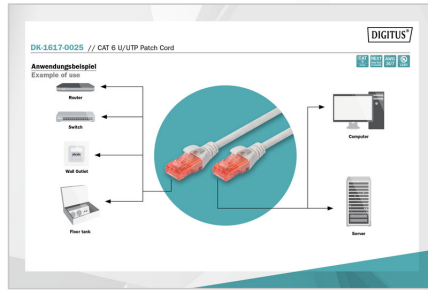 DIGITUS®
DK-1617-0025 // CAT 6 U/UTP Patch Cord
Anwendungsbeispiel
Example of use
Router
Switch
Wall Outlet
Floor tank
Computer
Server